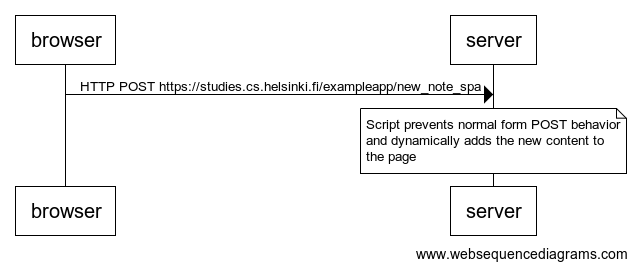 browser
server
HTTP POST https://studies.cs.helsinki.fi/exampleapp/new_note_spa
Script prevents normal form POST behavior
and dynamically adds the new content to
the page
browser
server
www.websequencediagrams.com